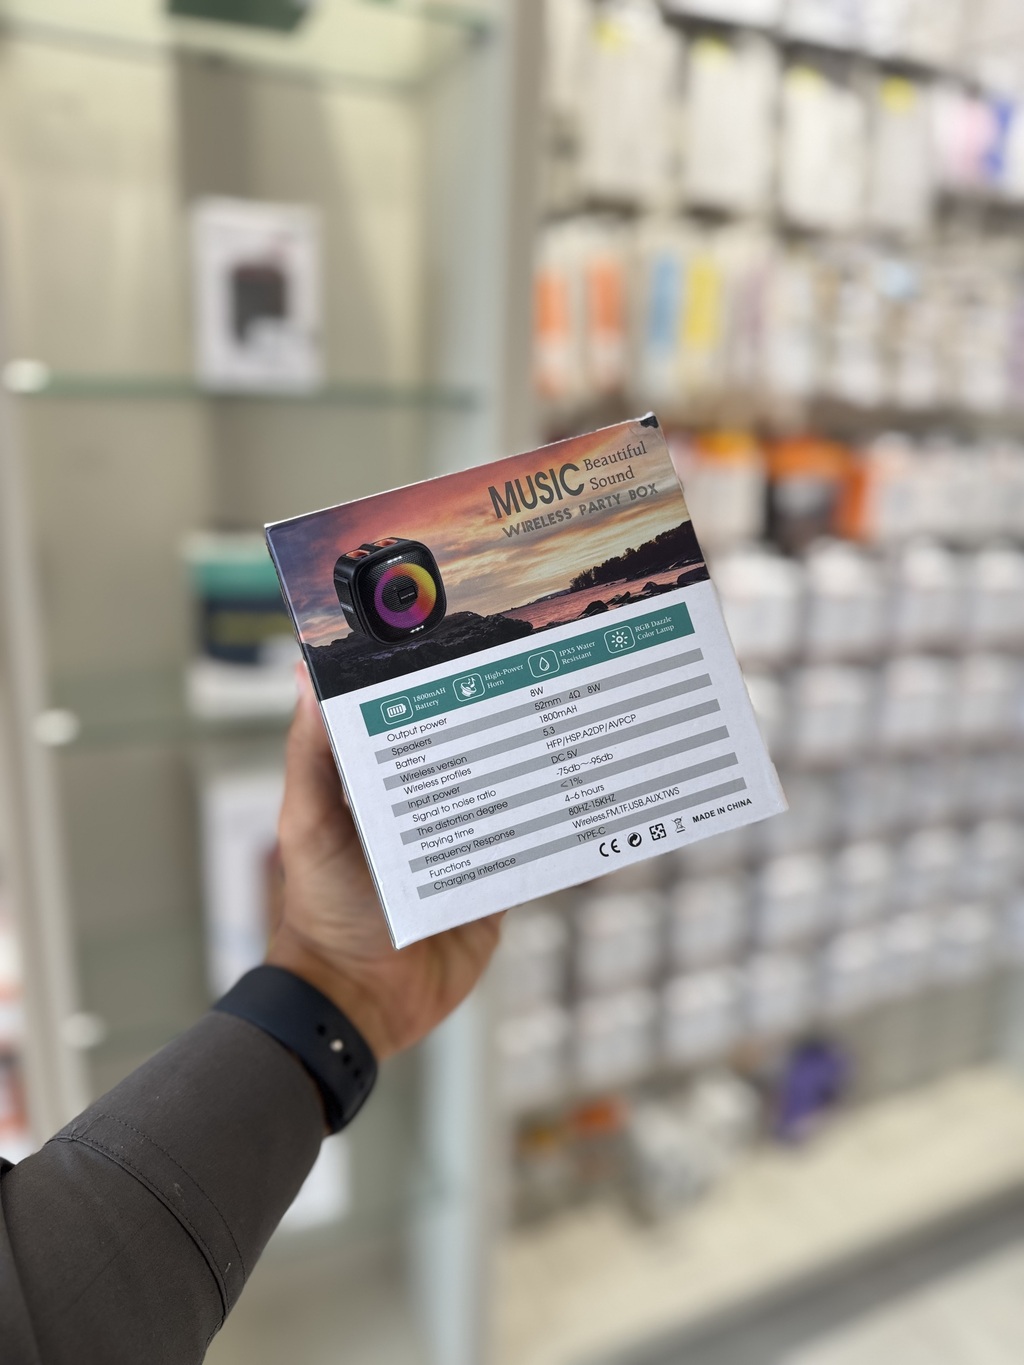 MUSIC Beautiful
Sound
WIRELESS PARTY BOX
1800mAH
Battery
High-Power
Horn
IPX5 Water
Resistant
RGB Dazzle
Color Lamp
Output power 8W
Speakers 52mm 4Ω 8W
Battery 1800mAH
Wireless version 5.3
Wireless profiles HFP/HSP A2DP/AVPCP
Input power DC 5V
Signal to noise ratio -75db~-95db
The distortion degree <1%
Playing time 4-6 hours
Frequency Response 80HZ-15KHZ
Functions Wireless.FM.TF.USB.AUX.TWS
Charging interface TYPE-C
CE
MADE IN CHINA